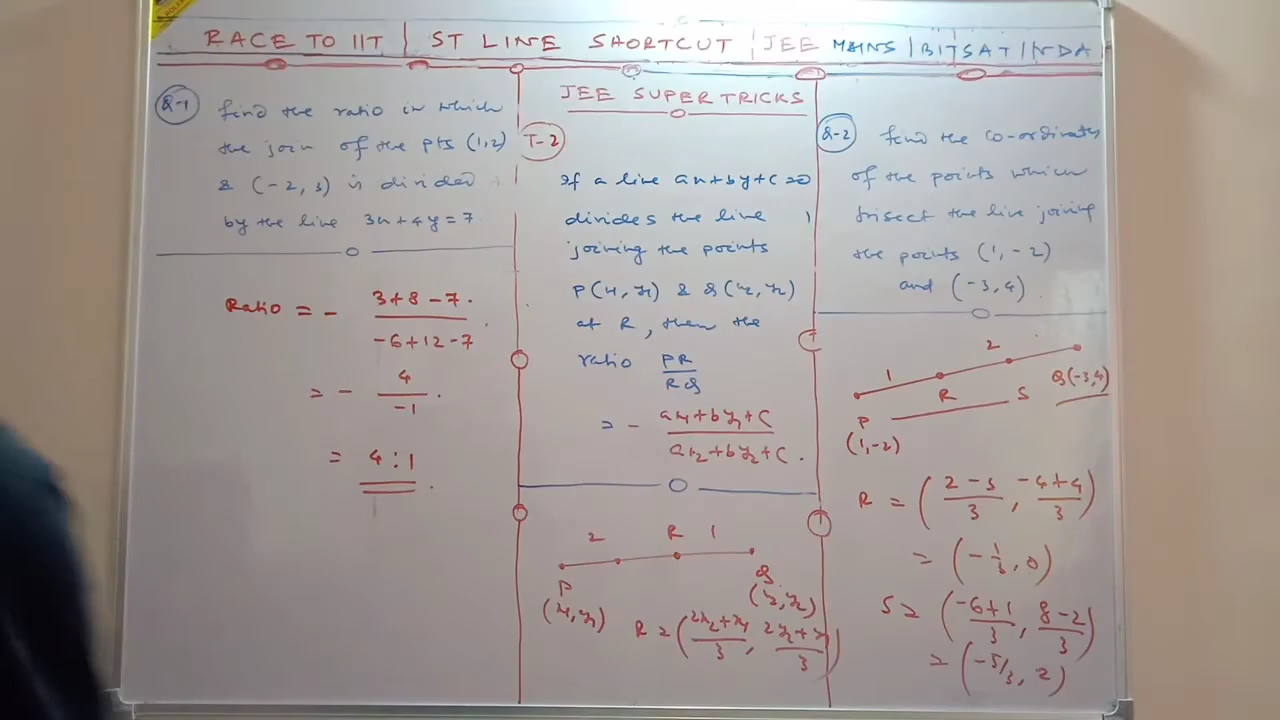 RACE TO IIT | ST LINE SHORTCUT | JEE MAINS | BITSAT | NDA
Q-1 find the ratio in which
the join of the pts (1,2)
& (-2, 3) is divided
by the line 3x+4y=7
Ratio = - (3+8-7)/(-6+12-7)
= - 4/-1
= 4:1
JEE SUPER TRICKS
T-2
If a line ax+by+c=0
divides the line
joining the points
P(x1, y1) & Q(x2, y2)
at R, then the
ratio PR/RQ
= - (ax1+by1+c)/(ax2+by2+c).
2 R 1
P Q
(x1, y1) (x2, y2)
R = ((2x2+x1)/3, (2y2+y)/3)
Q-2 find the co-ordinates
of the points which
trisect the line joining
the points (1, -2)
and (-3, 4).
1 2
P R S Q(-3,4)
(1,-2)
R = ((2-3)/3, (-4+4)/3)
= (-1/3, 0)
S = ((-6+1)/3, (8-2)/3)
= (-5/3, 2)